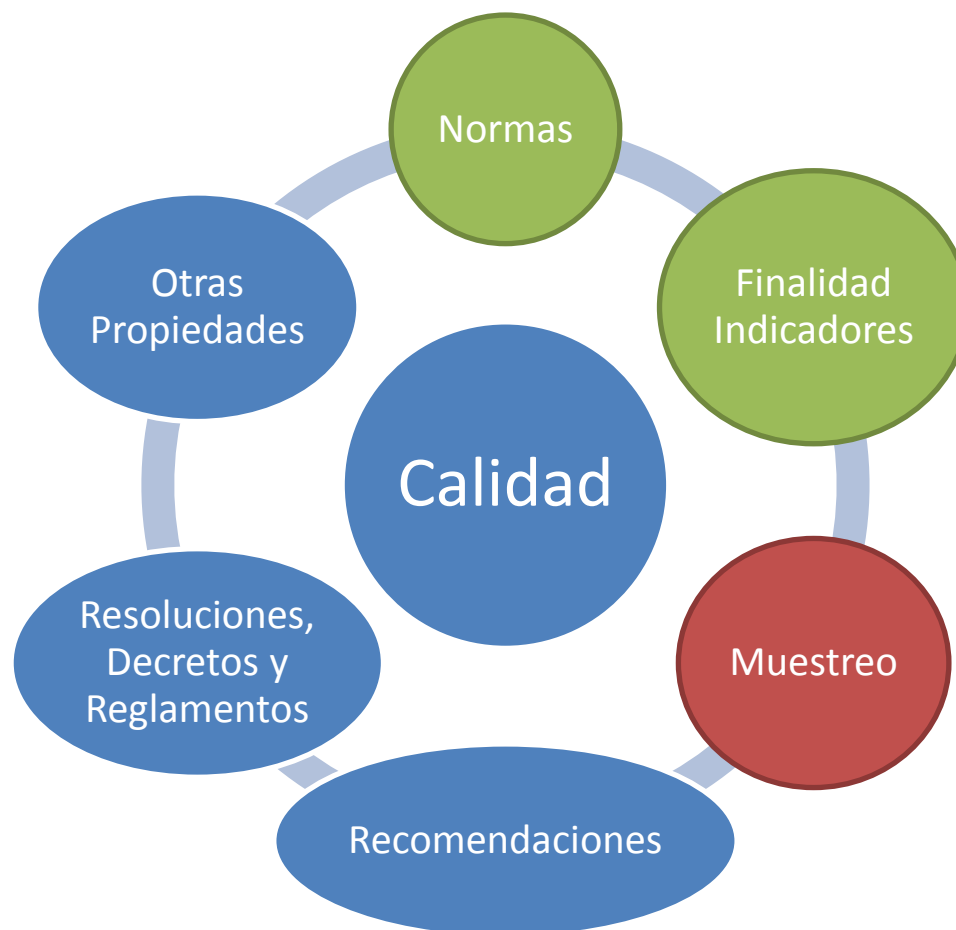 Normas
Finalidad
Indicadores
Muestreo
Recomendaciones
Resoluciones,
Decretos y
Reglamentos
Otras
Propiedades
Calidad